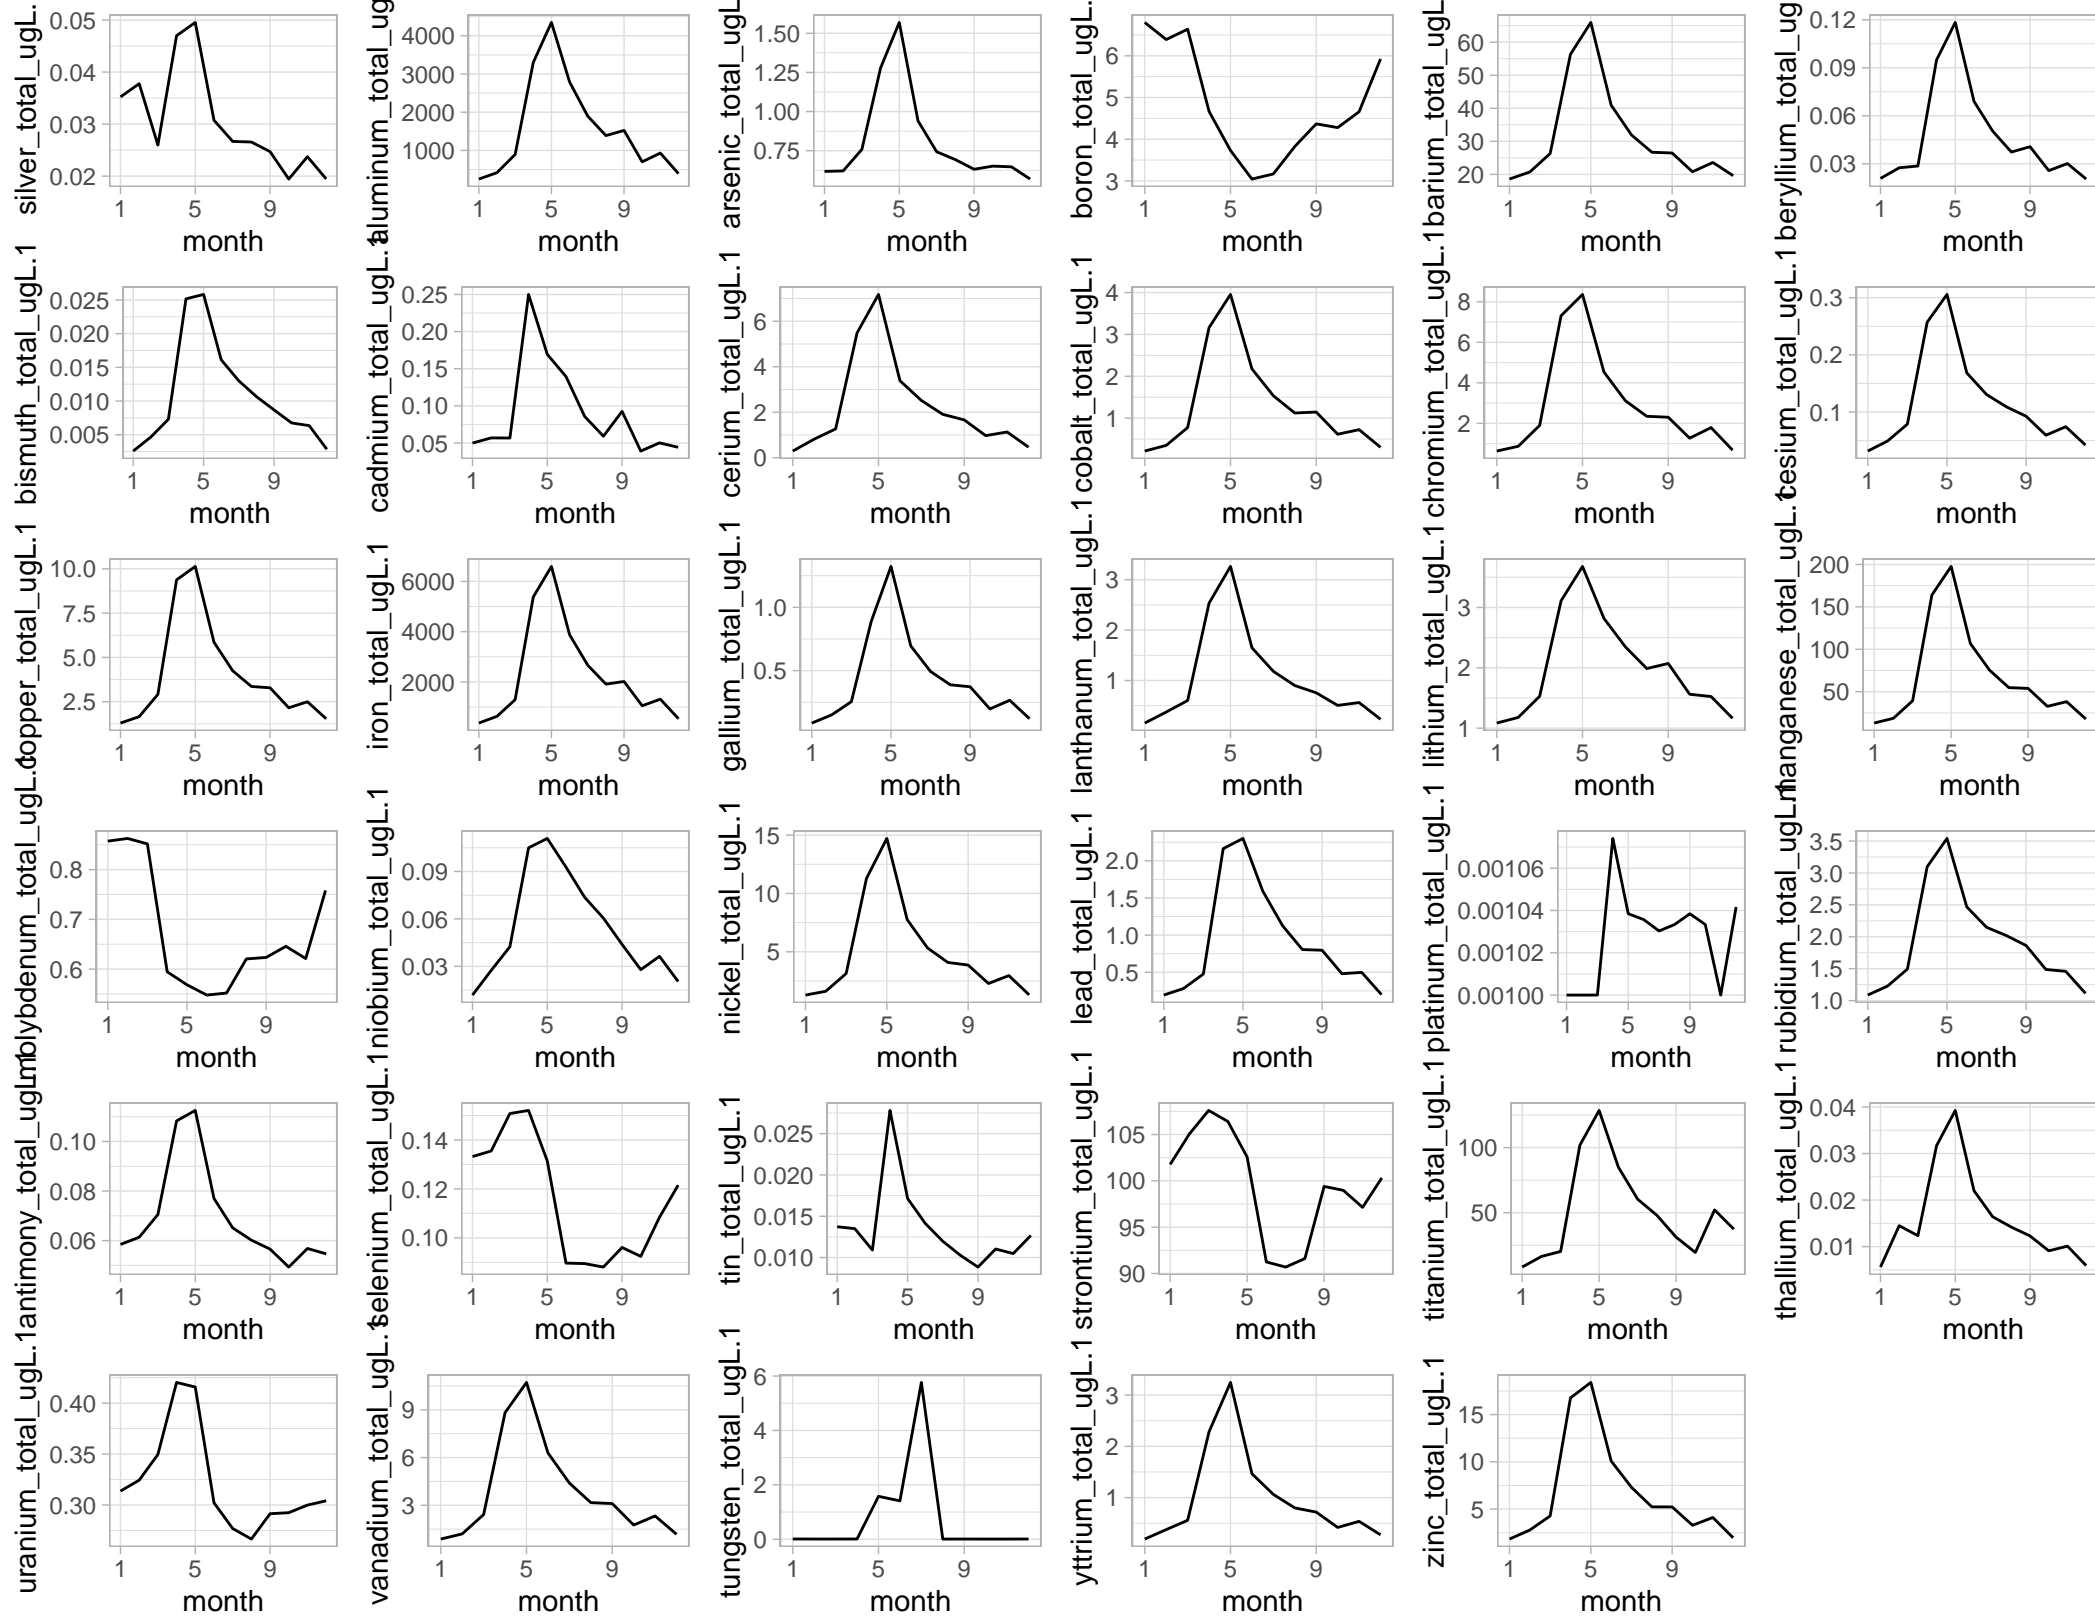 silver_total_ugL.
0.05
0.04
0.03
0.02
1 5 9
month
aluminum_total_ug
4000
3000
2000
1000
1 5 9
month
arsenic_total_ugL
1.50
1.25
1.00
0.75
1 5 9
month
boron_total_ugL.
6
5
4
3
1 5 9
month
barium_total_ugL
60
50
40
30
20
1 5 9
month
beryllium_total_ug
0.12
0.09
0.06
0.03
1 5 9
month
bismuth_total_ugL.1
0.025
0.020
0.015
0.010
0.005
1 5 9
month
cadmium_total_ugL.1
0.25
0.20
0.15
0.10
0.05
1 5 9
month
cerium_total_ugL.1
6
4
2
0
1 5 9
month
cobalt_total_ugL.1
4
3
2
1
1 5 9
month
chromium_total_ugL.1
8
6
4
2
1 5 9
month
cesium_total_ugL.1
0.3
0.2
0.1
1 5 9
month
copper_total_ugL.1
10.0
7.5
5.0
2.5
1 5 9
month
iron_total_ugL.1
6000
4000
2000
1 5 9
month
gallium_total_ugL.1
1.0
0.5
1 5 9
month
lanthanum_total_ugL.1
3
2
1
1 5 9
month
lithium_total_ugL.1
3
2
1
1 5 9
month
manganese_total_ugL.1
200
150
100
50
1 5 9
month
molybdenum_total_ugL.1
0.8
0.7
0.6
1 5 9
month
niobium_total_ugL.1
0.09
0.06
0.03
1 5 9
month
nickel_total_ugL.1
15
10
5
1 5 9
month
lead_total_ugL.1
2.0
1.5
1.0
0.5
1 5 9
month
platinum_total_ugL.1
0.00106
0.00104
0.00102
0.00100
1 5 9
month
rubidium_total_ugL.1
3.5
3.0
2.5
2.0
1.5
1.0
1 5 9
month
antimony_total_ugL.1
0.10
0.08
0.06
1 5 9
month
selenium_total_ugL.1
0.14
0.12
0.10
1 5 9
month
tin_total_ugL.1
0.025
0.020
0.015
0.010
1 5 9
month
strontium_total_ugL.1
105
100
95
90
1 5 9
month
titanium_total_ugL.1
100
50
1 5 9
month
thallium_total_ugL.1
0.04
0.03
0.02
0.01
1 5 9
month
uranium_total_ugL.1
0.40
0.35
0.30
1 5 9
month
vanadium_total_ugL.1
9
6
3
1 5 9
month
tungsten_total_ugL.1
6
4
2
0
1 5 9
month
yttrium_total_ugL.1
3
2
1
1 5 9
month
zinc_total_ugL.1
15
10
5
1 5 9
month